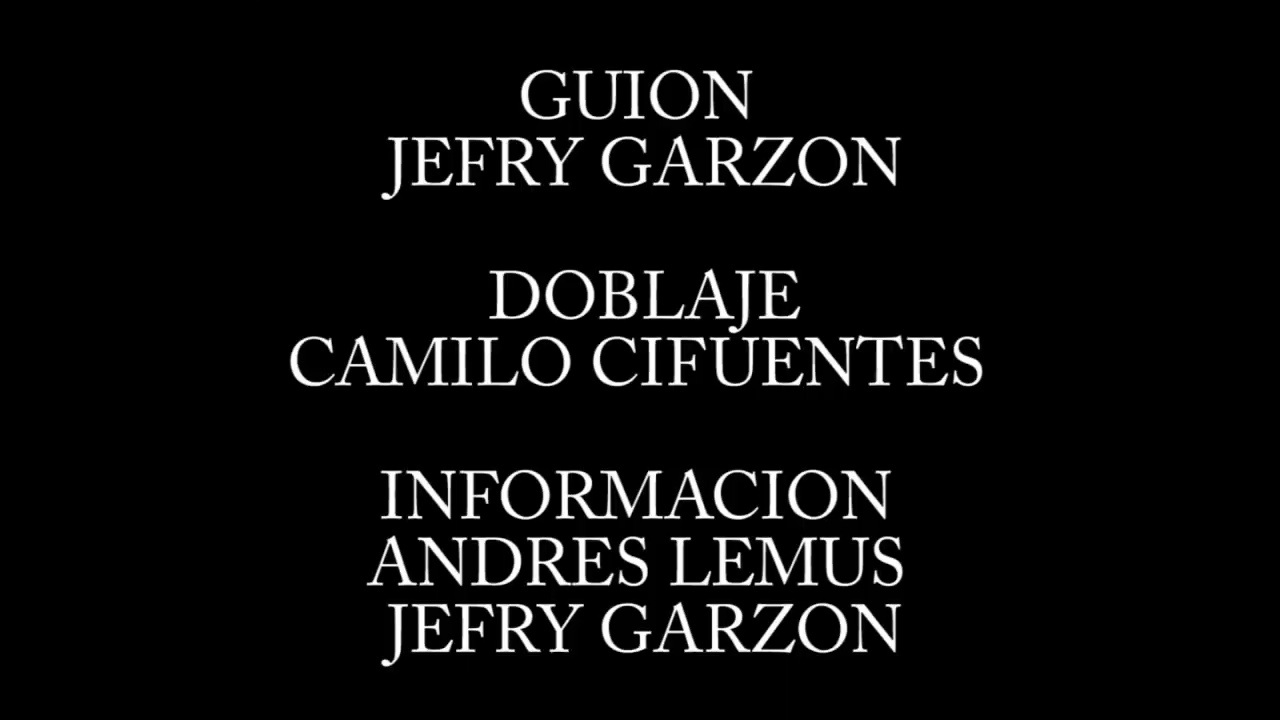 GUION
JEFRY GARZON
DOBLAJE
CAMILO CIFUENTES
INFORMACION
ANDRES LEMUS
JEFRY GARZON